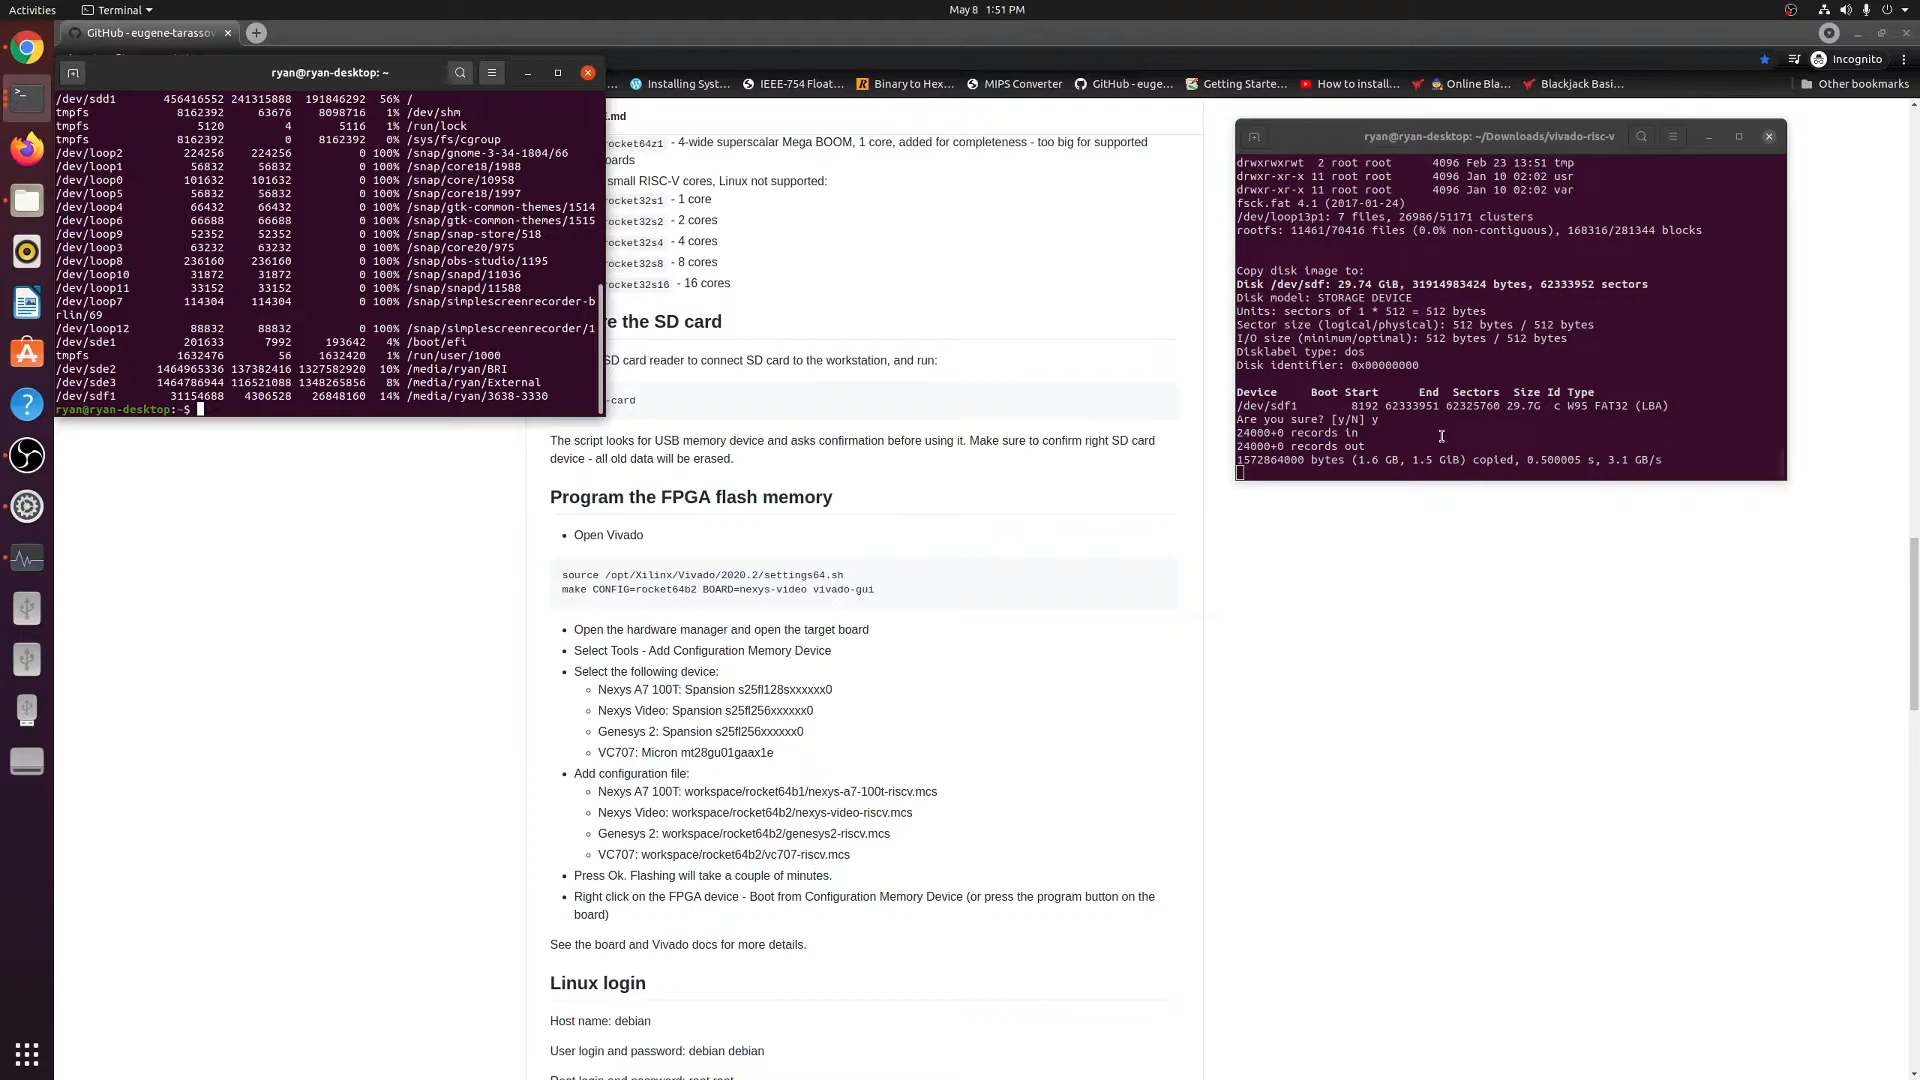 Activities
Terminal
May 8 1:51 PM
GitHub - eugene-tarassov
Incognito
Installing Syst...
IEEE-754 Float...
Binary to Hex...
MIPS Converter
GitHub - euge...
Getting Starte...
How to install...
Online Bla...
Blackjack Basi...
Other bookmarks
ryan@ryan-desktop: ~
/dev/sdd1 456416552 241315888 191846292 56% /
tmpfs 8162392 63676 8098716 1% /dev/shm
tmpfs 5120 4 5116 1% /run/lock
tmpfs 8162392 0 8162392 0% /sys/fs/cgroup
/dev/loop2 224256 224256 0 100% /snap/gnome-3-34-1804/66
/dev/loop1 56832 56832 0 100% /snap/core18/1988
/dev/loop0 101632 101632 0 100% /snap/core/10958
/dev/loop5 56832 56832 0 100% /snap/core18/1997
/dev/loop4 66432 66432 0 100% /snap/gtk-common-themes/1514
/dev/loop6 66688 66688 0 100% /snap/gtk-common-themes/1515
/dev/loop9 52352 52352 0 100% /snap/snap-store/518
/dev/loop3 63232 63232 0 100% /snap/core20/975
/dev/loop8 236160 236160 0 100% /snap/obs-studio/1195
/dev/loop10 31872 31872 0 100% /snap/snapd/11036
/dev/loop11 33152 33152 0 100% /snap/snapd/11588
/dev/loop7 114304 114304 0 100% /snap/simplescreenrecorder-b
rlin/69
/dev/loop12 88832 88832 0 100% /snap/simplescreenrecorder/1
/dev/sde1 201633 7992 193642 4% /boot/efi
tmpfs 1632476 56 1632420 1% /run/user/1000
/dev/sde2 1464965336 137382416 1327582920 10% /media/ryan/BRI
/dev/sde3 1464786944 116521088 1348265856 8% /media/ryan/External
/dev/sdf1 31154688 4306528 26848160 14% /media/ryan/3638-3330
ryan@ryan-desktop:~$
.md
ocket64z1 - 4-wide superscalar Mega BOOM, 1 core, added for completeness - too big for supported
oards
small RISC-V cores, Linux not supported:
ocket32s1 - 1 core
ocket32s2 - 2 cores
ocket32s4 - 4 cores
ocket32s8 - 8 cores
ocket32s16 - 16 cores
e the SD card
SD card reader to connect SD card to the workstation, and run:
-card
The script looks for USB memory device and asks confirmation before using it. Make sure to confirm right SD card
device - all old data will be erased.
Program the FPGA flash memory
Open Vivado
source /opt/Xilinx/Vivado/2020.2/settings64.sh
make CONFIG=rocket64b2 BOARD=nexys-video vivado-gui
Open the hardware manager and open the target board
Select Tools - Add Configuration Memory Device
Select the following device:
Nexys A7 100T: Spansion s25fl128sxxxxxx0
Nexys Video: Spansion s25fl256xxxxxx0
Genesys 2: Spansion s25fl256xxxxxx0
VC707: Micron mt28gu01gaax1e
Add configuration file:
Nexys A7 100T: workspace/rocket64b1/nexys-a7-100t-riscv.mcs
Nexys Video: workspace/rocket64b2/nexys-video-riscv.mcs
Genesys 2: workspace/rocket64b2/genesys2-riscv.mcs
VC707: workspace/rocket64b2/vc707-riscv.mcs
Press Ok. Flashing will take a couple of minutes.
Right click on the FPGA device - Boot from Configuration Memory Device (or press the program button on the
board)
See the board and Vivado docs for more details.
Linux login
Host name: debian
User login and password: debian debian
Root login and password: root root
ryan@ryan-desktop: ~/Downloads/vivado-risc-v
drwxrwxrwt 2 root root 4096 Feb 23 13:51 tmp
drwxr-xr-x 11 root root 4096 Jan 10 02:02 usr
drwxr-xr-x 11 root root 4096 Jan 10 02:02 var
fsck.fat 4.1 (2017-01-24)
/dev/loop13p1: 7 files, 26986/51171 clusters
rootfs: 11461/70416 files (0.0% non-contiguous), 168316/281344 blocks
Copy disk image to:
Disk /dev/sdf: 29.74 GiB, 31914983424 bytes, 62333952 sectors
Disk model: STORAGE DEVICE
Units: sectors of 1 * 512 = 512 bytes
Sector size (logical/physical): 512 bytes / 512 bytes
I/O size (minimum/optimal): 512 bytes / 512 bytes
Disklabel type: dos
Disk identifier: 0x00000000
Device Boot Start End Sectors Size Id Type
/dev/sdf1 8192 62333951 62325760 29.7G c W95 FAT32 (LBA)
Are you sure? [y/N] y
24000+0 records in
24000+0 records out
1572864000 bytes (1.6 GB, 1.5 GiB) copied, 0.500005 s, 3.1 GB/s